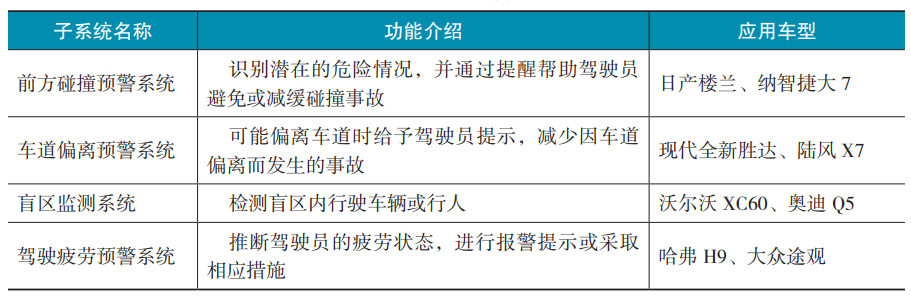 子系统名称 功能介绍 应用车型
前方碰撞预警系统 识别潜在的危险情况，并通过提醒帮助驾驶员 日产楼兰、纳智捷大 7
避免或减缓碰撞事故
车道偏离预警系统 可能偏离车道时给予驾驶员提示，减少因车道 现代全新胜达、陆风 X7
偏离而发生的事故
盲区监测系统 检测盲区内行驶车辆或行人 沃尔沃 XC60、奥迪 Q5
驾驶疲劳预警系统 推断驾驶员的疲劳状态，进行报警提示或采取 哈弗 H9、大众途观
相应措施